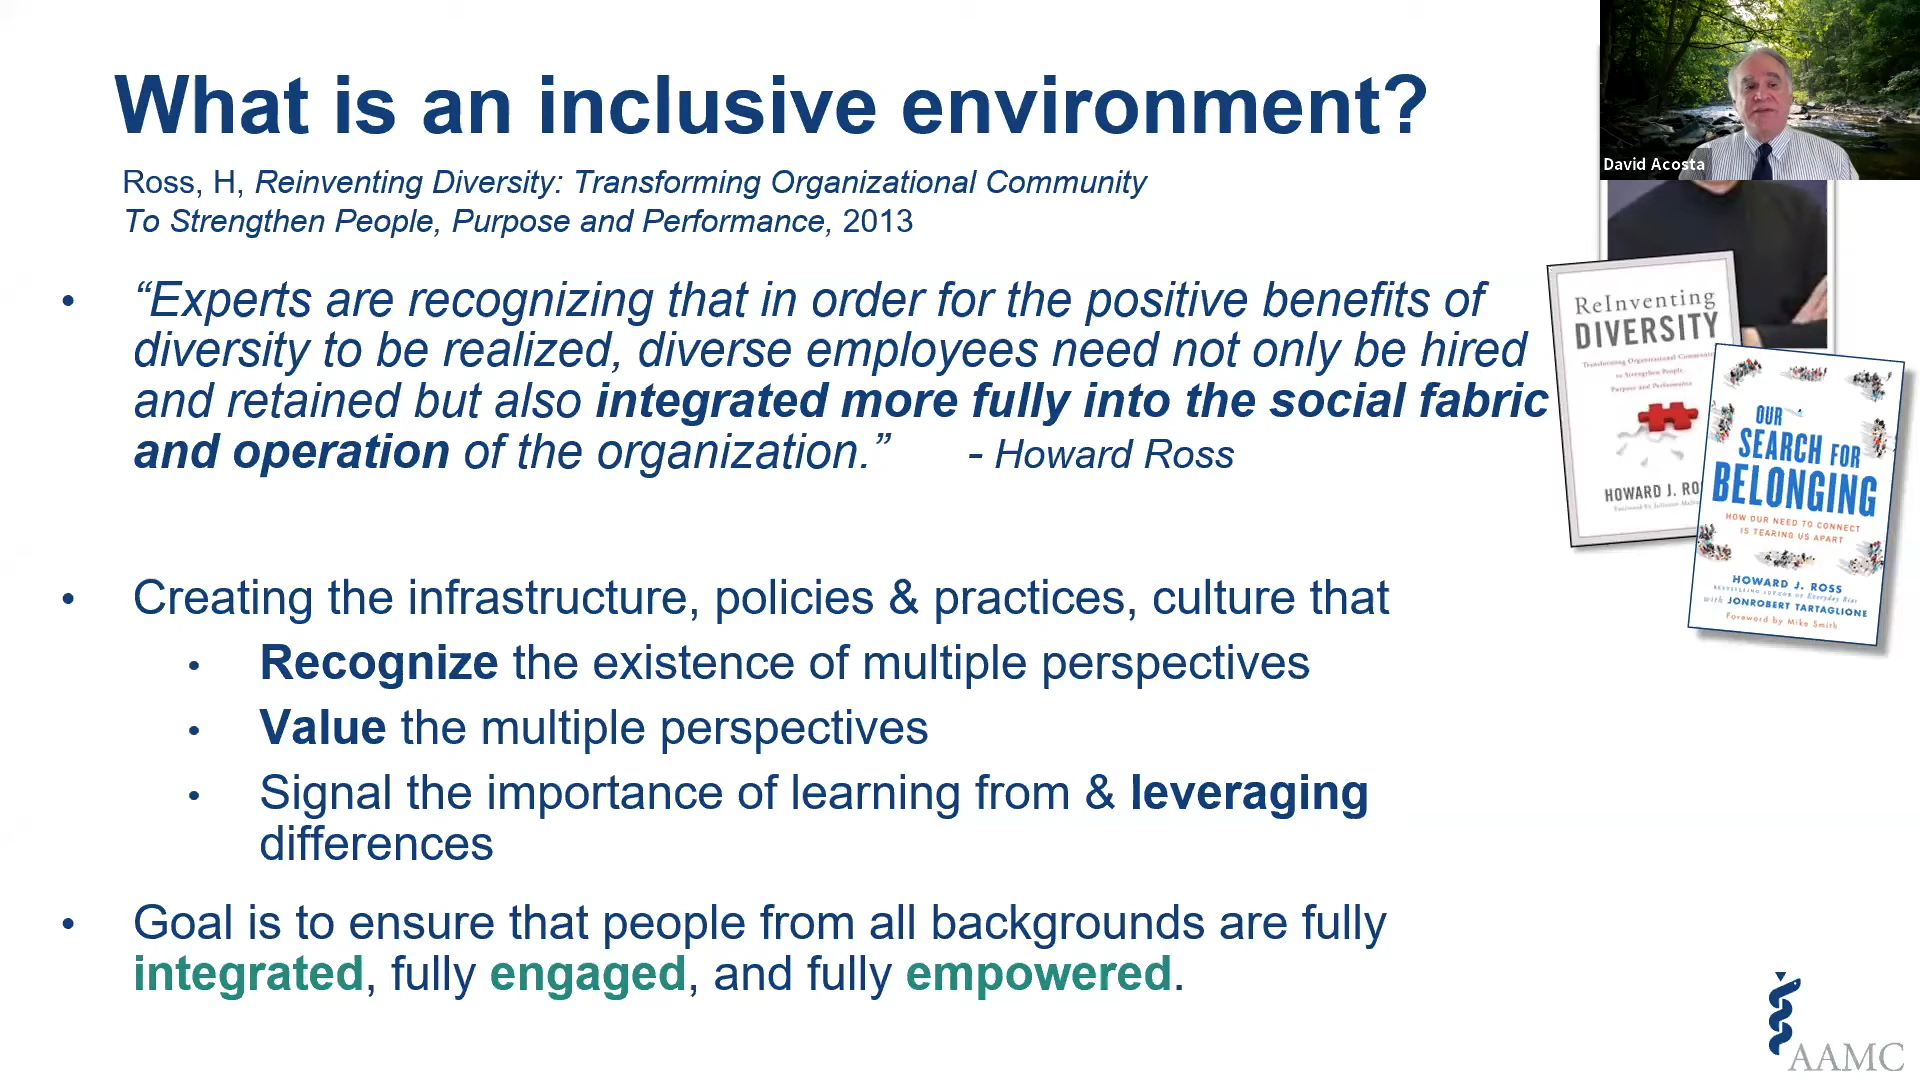 What is an inclusive environment?
Ross, H, Reinventing Diversity: Transforming Organizational Community
To Strengthen People, Purpose and Performance, 2013
• “Experts are recognizing that in order for the positive benefits of
diversity to be realized, diverse employees need not only be hired
and retained but also integrated more fully into the social fabric
and operation of the organization.” - Howard Ross
• Creating the infrastructure, policies & practices, culture that
• Recognize the existence of multiple perspectives
• Value the multiple perspectives
• Signal the importance of learning from & leveraging
differences
• Goal is to ensure that people from all backgrounds are fully
integrated, fully engaged, and fully empowered.
David Acosta
ReInventing
DIVERSITY
Transforming Organizational
to Strengthen People,
Purpose and Performance
HOWARD J. RO
OUR
SEARCH FOR
BELONGING
HOW OUR NEED TO CONNECT
IS TEARING US APART
HOWARD J. ROSS
BESTSELLING AUTHOR OF Everyday Bias
with JONROBERT TARTAGLIONE
Foreword by Mike Smith
AAMC